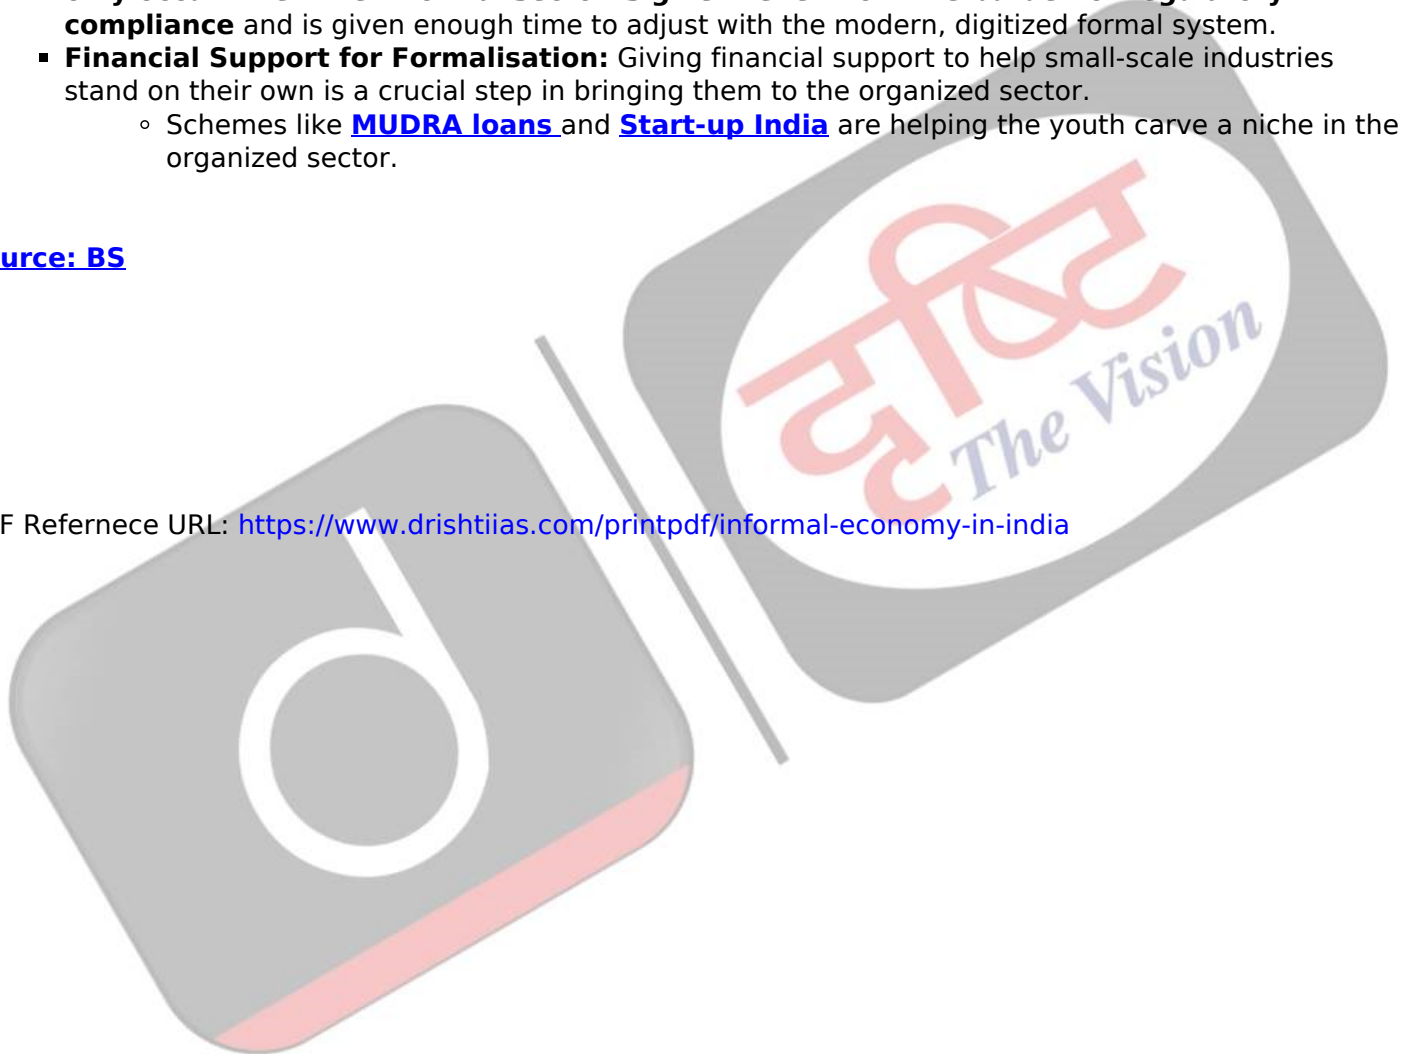 compliance and is given enough time to adjust with the modern, digitized formal system.
Financial Support for Formalisation: Giving financial support to help small-scale industries
stand on their own is a crucial step in bringing them to the organized sector.
Schemes like MUDRA loans and Start-up India are helping the youth carve a niche in the
organized sector.
urce: BS
दृष्टि
The Vision
F Refernece URL: https://www.drishtiias.com/printpdf/informal-economy-in-india
d